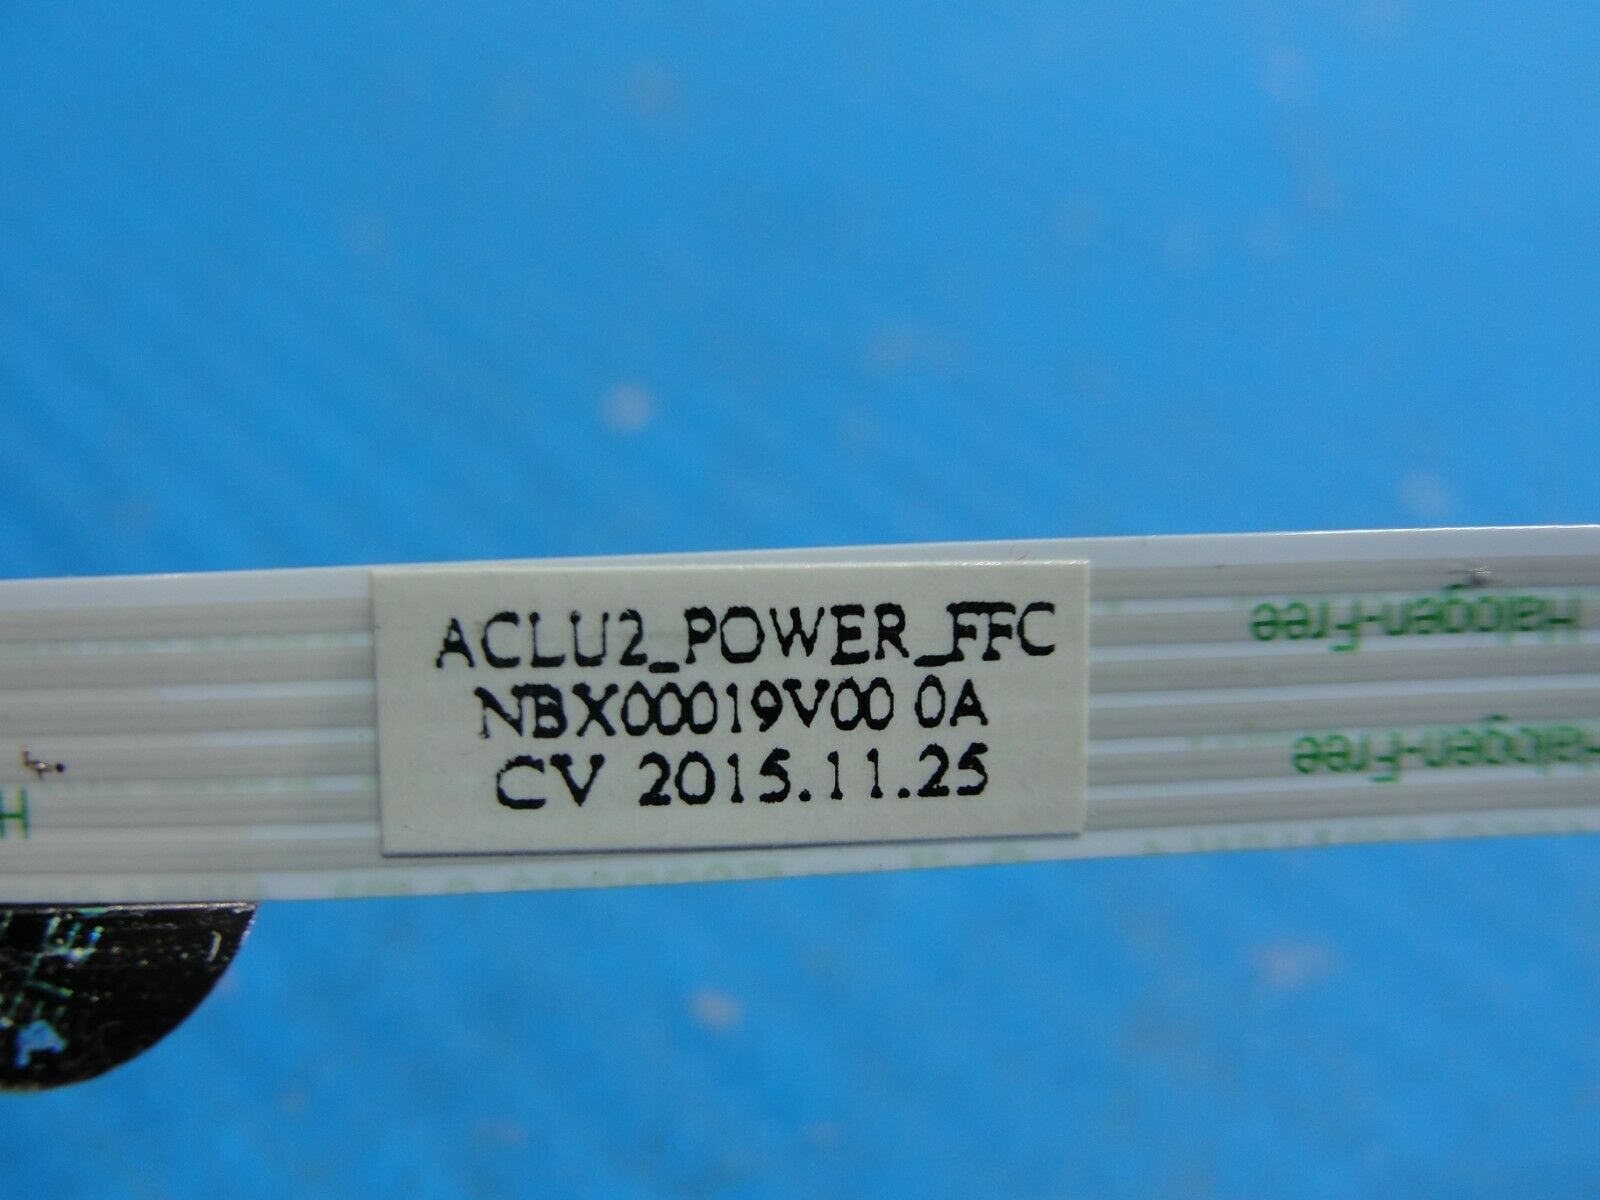 ACLU2_POWER_FFC
NBX00019V00 0A
CV 2015.11.25
Halogen-Free
Halogen-Free
H